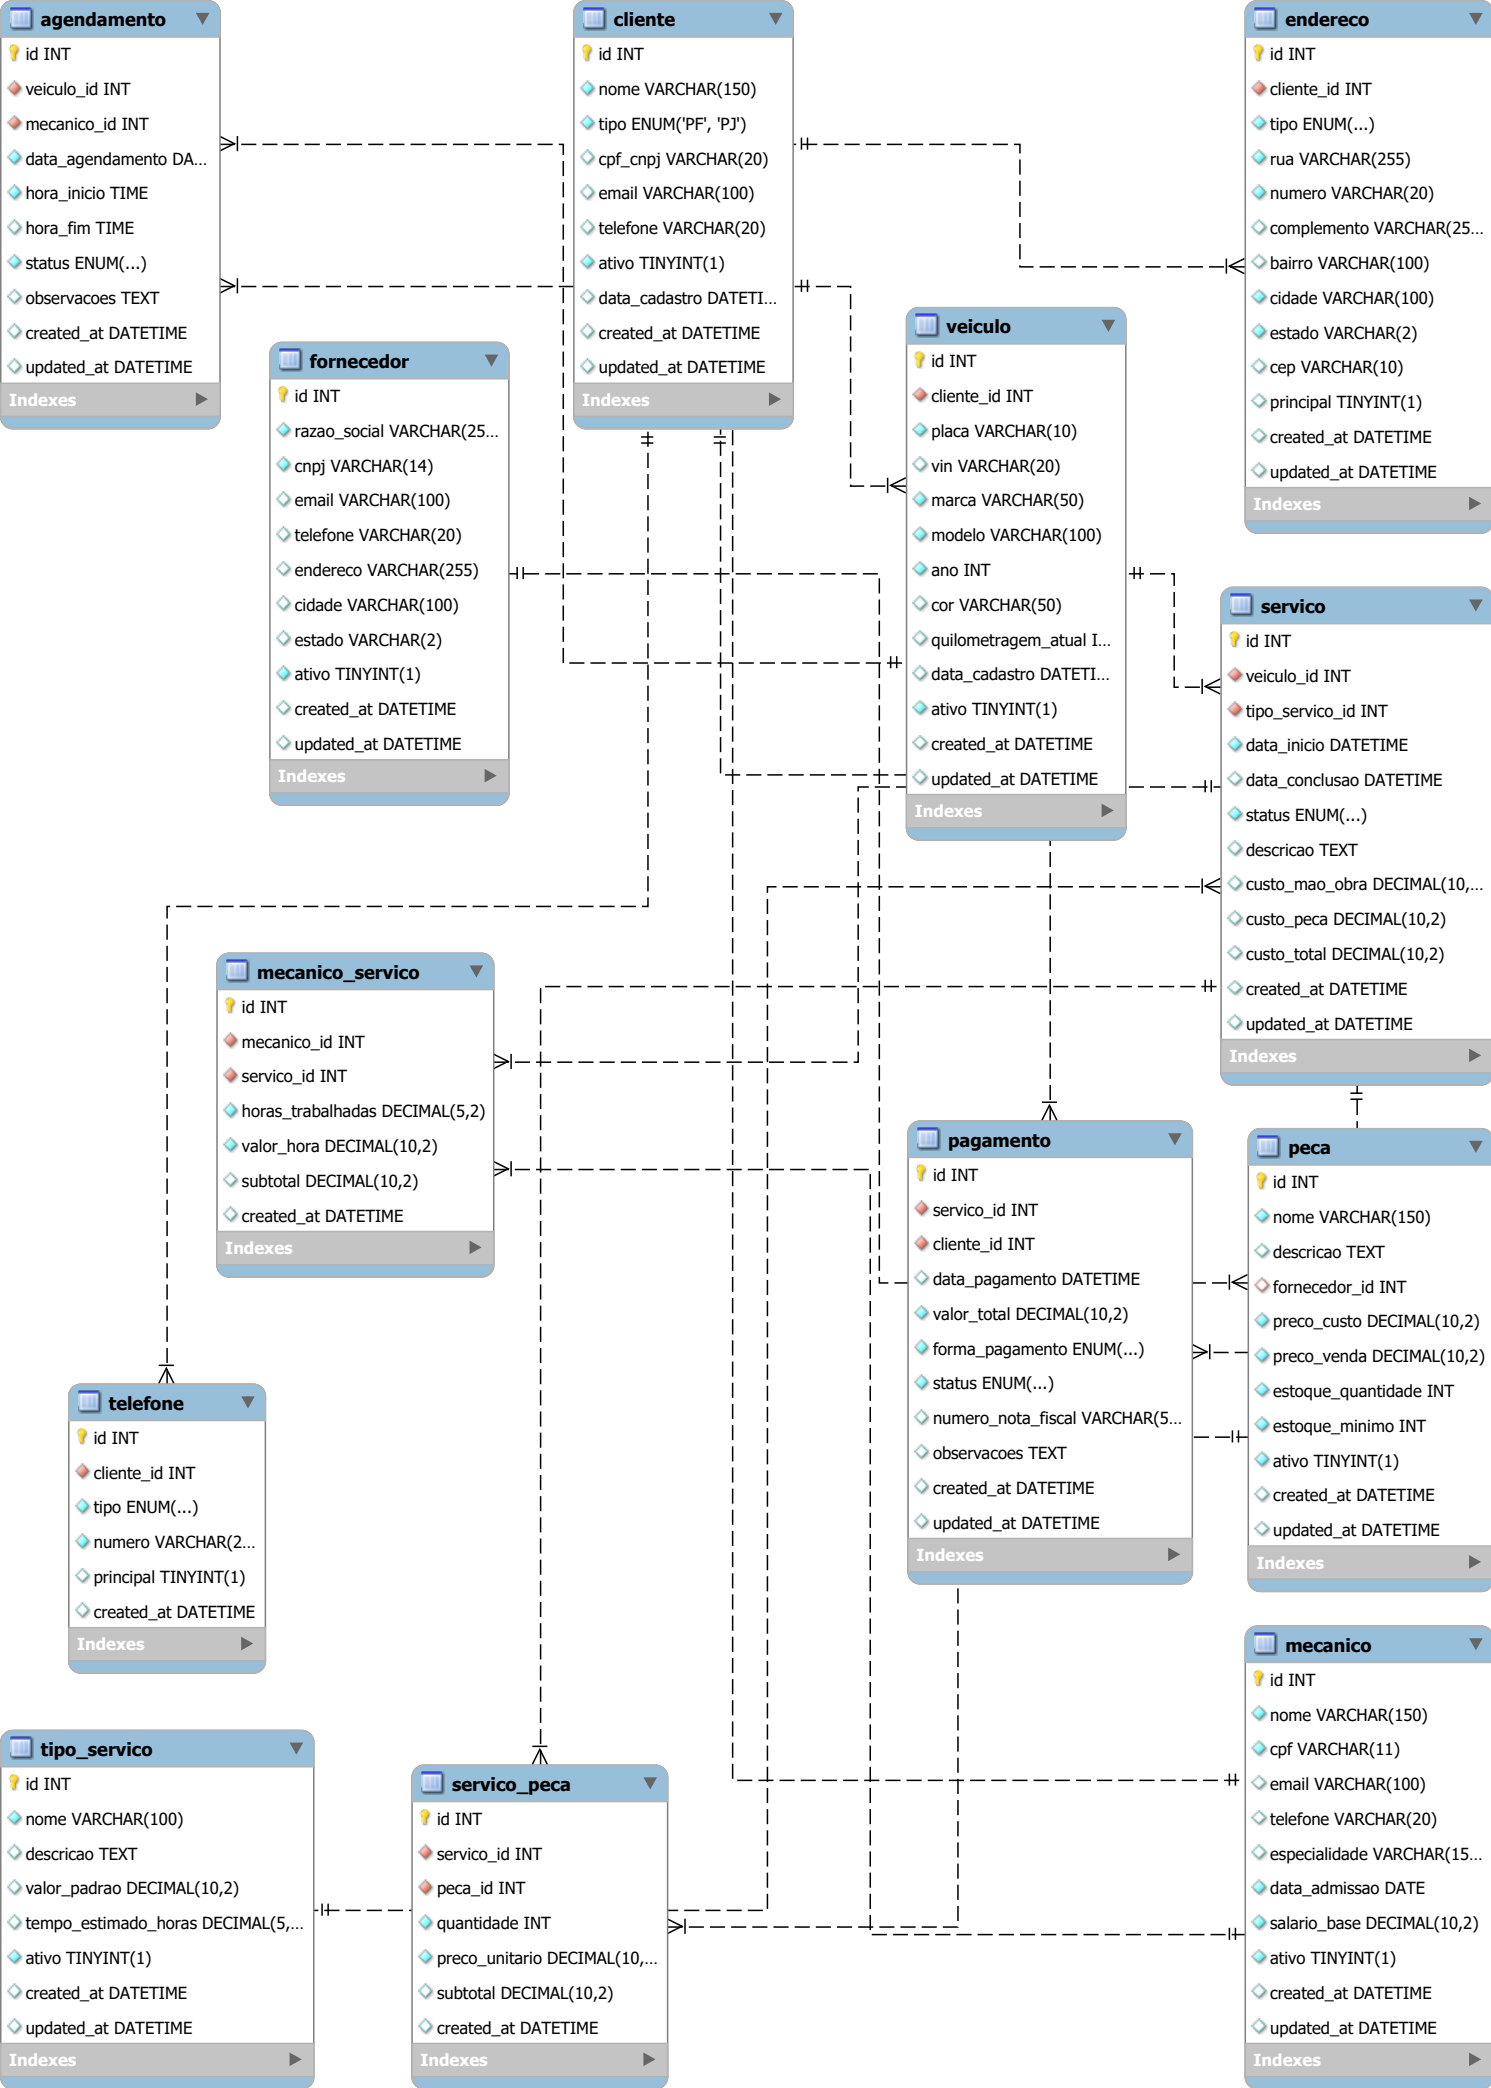 agendamento
id INT
veiculo_id INT
mecanico_id INT
data_agendamento DA...
hora_inicio TIME
hora_fim TIME
status ENUM(...)
observacoes TEXT
created_at DATETIME
updated_at DATETIME
Indexes
cliente
id INT
nome VARCHAR(150)
tipo ENUM('PF', 'PJ')
cpf_cnpj VARCHAR(20)
email VARCHAR(100)
telefone VARCHAR(20)
ativo TINYINT(1)
data_cadastro DATETI...
created_at DATETIME
updated_at DATETIME
Indexes
endereco
id INT
cliente_id INT
tipo ENUM(...)
rua VARCHAR(255)
numero VARCHAR(20)
complemento VARCHAR(25...
bairro VARCHAR(100)
cidade VARCHAR(100)
estado VARCHAR(2)
cep VARCHAR(10)
principal TINYINT(1)
created_at DATETIME
updated_at DATETIME
Indexes
fornecedor
id INT
razao_social VARCHAR(25...
cnpj VARCHAR(14)
email VARCHAR(100)
telefone VARCHAR(20)
endereco VARCHAR(255)
cidade VARCHAR(100)
estado VARCHAR(2)
ativo TINYINT(1)
created_at DATETIME
updated_at DATETIME
Indexes
veiculo
id INT
cliente_id INT
placa VARCHAR(10)
vin VARCHAR(20)
marca VARCHAR(50)
modelo VARCHAR(100)
ano INT
cor VARCHAR(50)
quilometragem_atual I...
data_cadastro DATETI...
ativo TINYINT(1)
created_at DATETIME
updated_at DATETIME
Indexes
servico
id INT
veiculo_id INT
tipo_servico_id INT
data_inicio DATETIME
data_conclusao DATETIME
status ENUM(...)
descricao TEXT
custo_mao_obra DECIMAL(10,...
custo_peca DECIMAL(10,2)
custo_total DECIMAL(10,2)
created_at DATETIME
updated_at DATETIME
Indexes
mecanico_servico
id INT
mecanico_id INT
servico_id INT
horas_trabalhadas DECIMAL(5,2)
valor_hora DECIMAL(10,2)
subtotal DECIMAL(10,2)
created_at DATETIME
Indexes
pagamento
id INT
servico_id INT
cliente_id INT
data_pagamento DATETIME
valor_total DECIMAL(10,2)
forma_pagamento ENUM(...)
status ENUM(...)
numero_nota_fiscal VARCHAR(5...
observacoes TEXT
created_at DATETIME
updated_at DATETIME
Indexes
peca
id INT
nome VARCHAR(150)
descricao TEXT
fornecedor_id INT
preco_custo DECIMAL(10,2)
preco_venda DECIMAL(10,2)
estoque_quantidade INT
estoque_minimo INT
ativo TINYINT(1)
created_at DATETIME
updated_at DATETIME
Indexes
telefone
id INT
cliente_id INT
tipo ENUM(...)
numero VARCHAR(2...
principal TINYINT(1)
created_at DATETIME
Indexes
mecanico
id INT
nome VARCHAR(150)
cpf VARCHAR(11)
email VARCHAR(100)
telefone VARCHAR(20)
especialidade VARCHAR(15...
data_admissao DATE
salario_base DECIMAL(10,2)
ativo TINYINT(1)
created_at DATETIME
updated_at DATETIME
Indexes
tipo_servico
id INT
nome VARCHAR(100)
descricao TEXT
valor_padrao DECIMAL(10,2)
tempo_estimado_horas DECIMAL(5,...
ativo TINYINT(1)
created_at DATETIME
updated_at DATETIME
Indexes
servico_peca
id INT
servico_id INT
peca_id INT
quantidade INT
preco_unitario DECIMAL(10,...
subtotal DECIMAL(10,2)
created_at DATETIME
Indexes